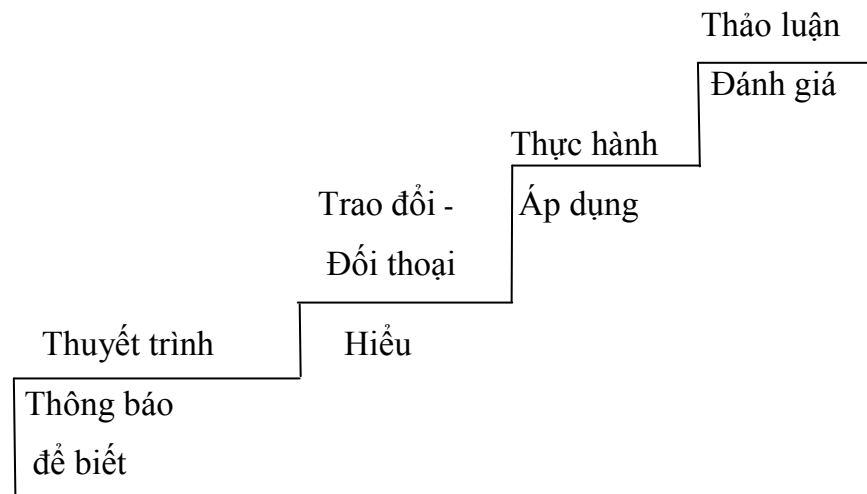 Thảo luận
Đánh giá
Thực hành
Trao đổi -
Áp dụng
Đối thoại
Thuyết trình
Hiểu
Thông báo
để biết